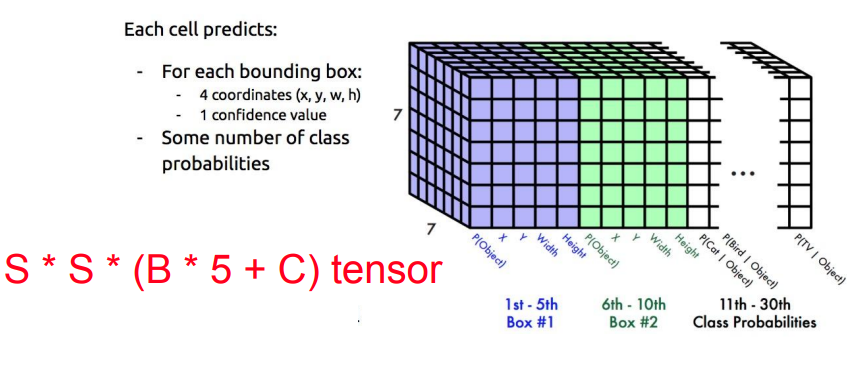 Each cell predicts:
- For each bounding box:
- 4 coordinates (x, y, w, h)
- 1 confidence value
- Some number of class
probabilities
7
7
...
P(Object)
X
Y
Width
Height
P(Object)
X
Y
Width
Height
P(Cat | Object)
P(Bird | Object)
P(TV | Object)
S * S * (B * 5 + C) tensor
1st - 5th
Box #1
6th - 10th
Box #2
11th - 30th
Class Probabilities